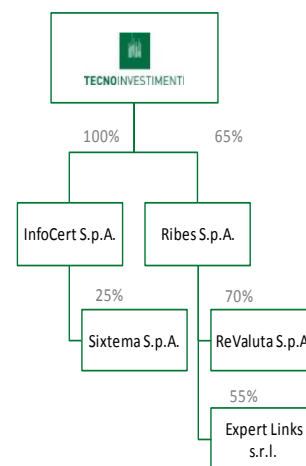 TECNOINVESTIMENTI
100%
65%
InfoCert S.p.A.
Ribes S.p.A.
25%
70%
Sixtema S.p.A.
ReValuta S.p.A
55%
Expert Links
s.r.l.